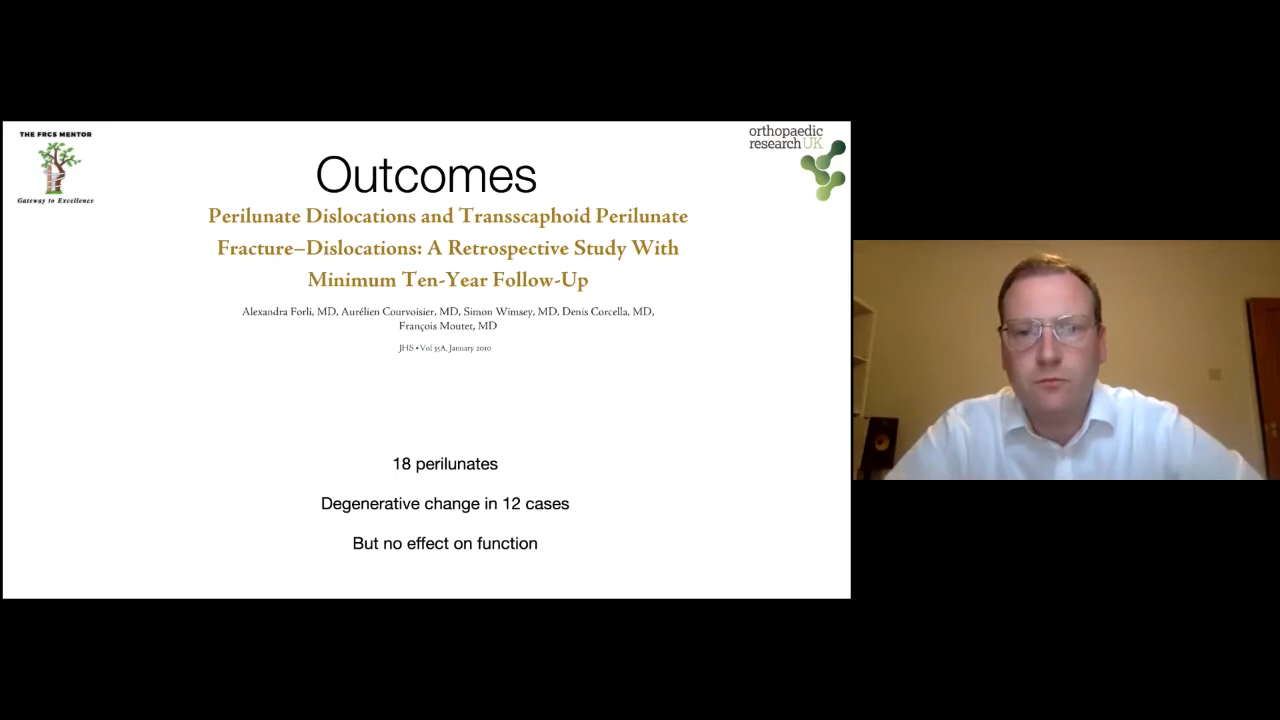 THE FRCS MENTOR
Gateway to Excellence
orthopaedic
research UK
Outcomes
Perilunate Dislocations and Transscaphoid Perilunate
Fracture–Dislocations: A Retrospective Study With
Minimum Ten-Year Follow-Up
Alexandra Forli, MD, Aurélien Courvoisier, MD, Simon Wimsey, MD, Denis Corcella, MD,
François Moutet, MD
JHS • Vol 35A, January 2010
18 perilunates
Degenerative change in 12 cases
But no effect on function